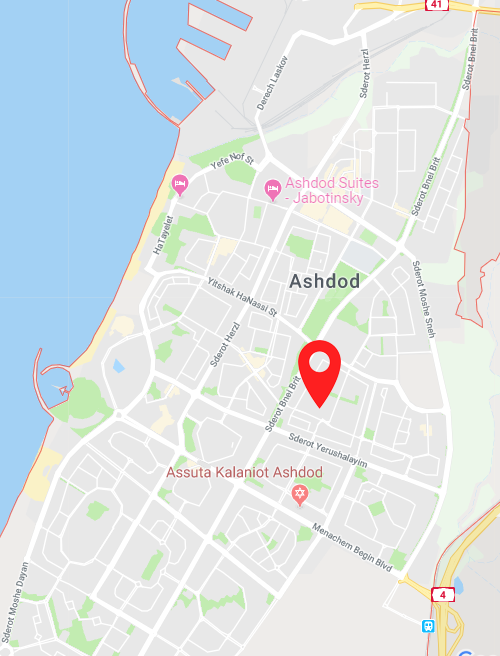 41
Derech Laskov
Sderot Herzl
Sderot Bnei Brit
Yefe Nof St
Ashdod Suites
- Jabotinsky
Sderot Bnei Brit
HaTayelet
Ashdod
Sderot Moshe Sneh
Yitshak HaNassi St
Sderot Herzl
Sderot Bnei Brit
Sderot Yerushalayim
Assuta Kalaniot Ashdod
Menachem Begin Blvd
Sderot Moshe Dayan
4